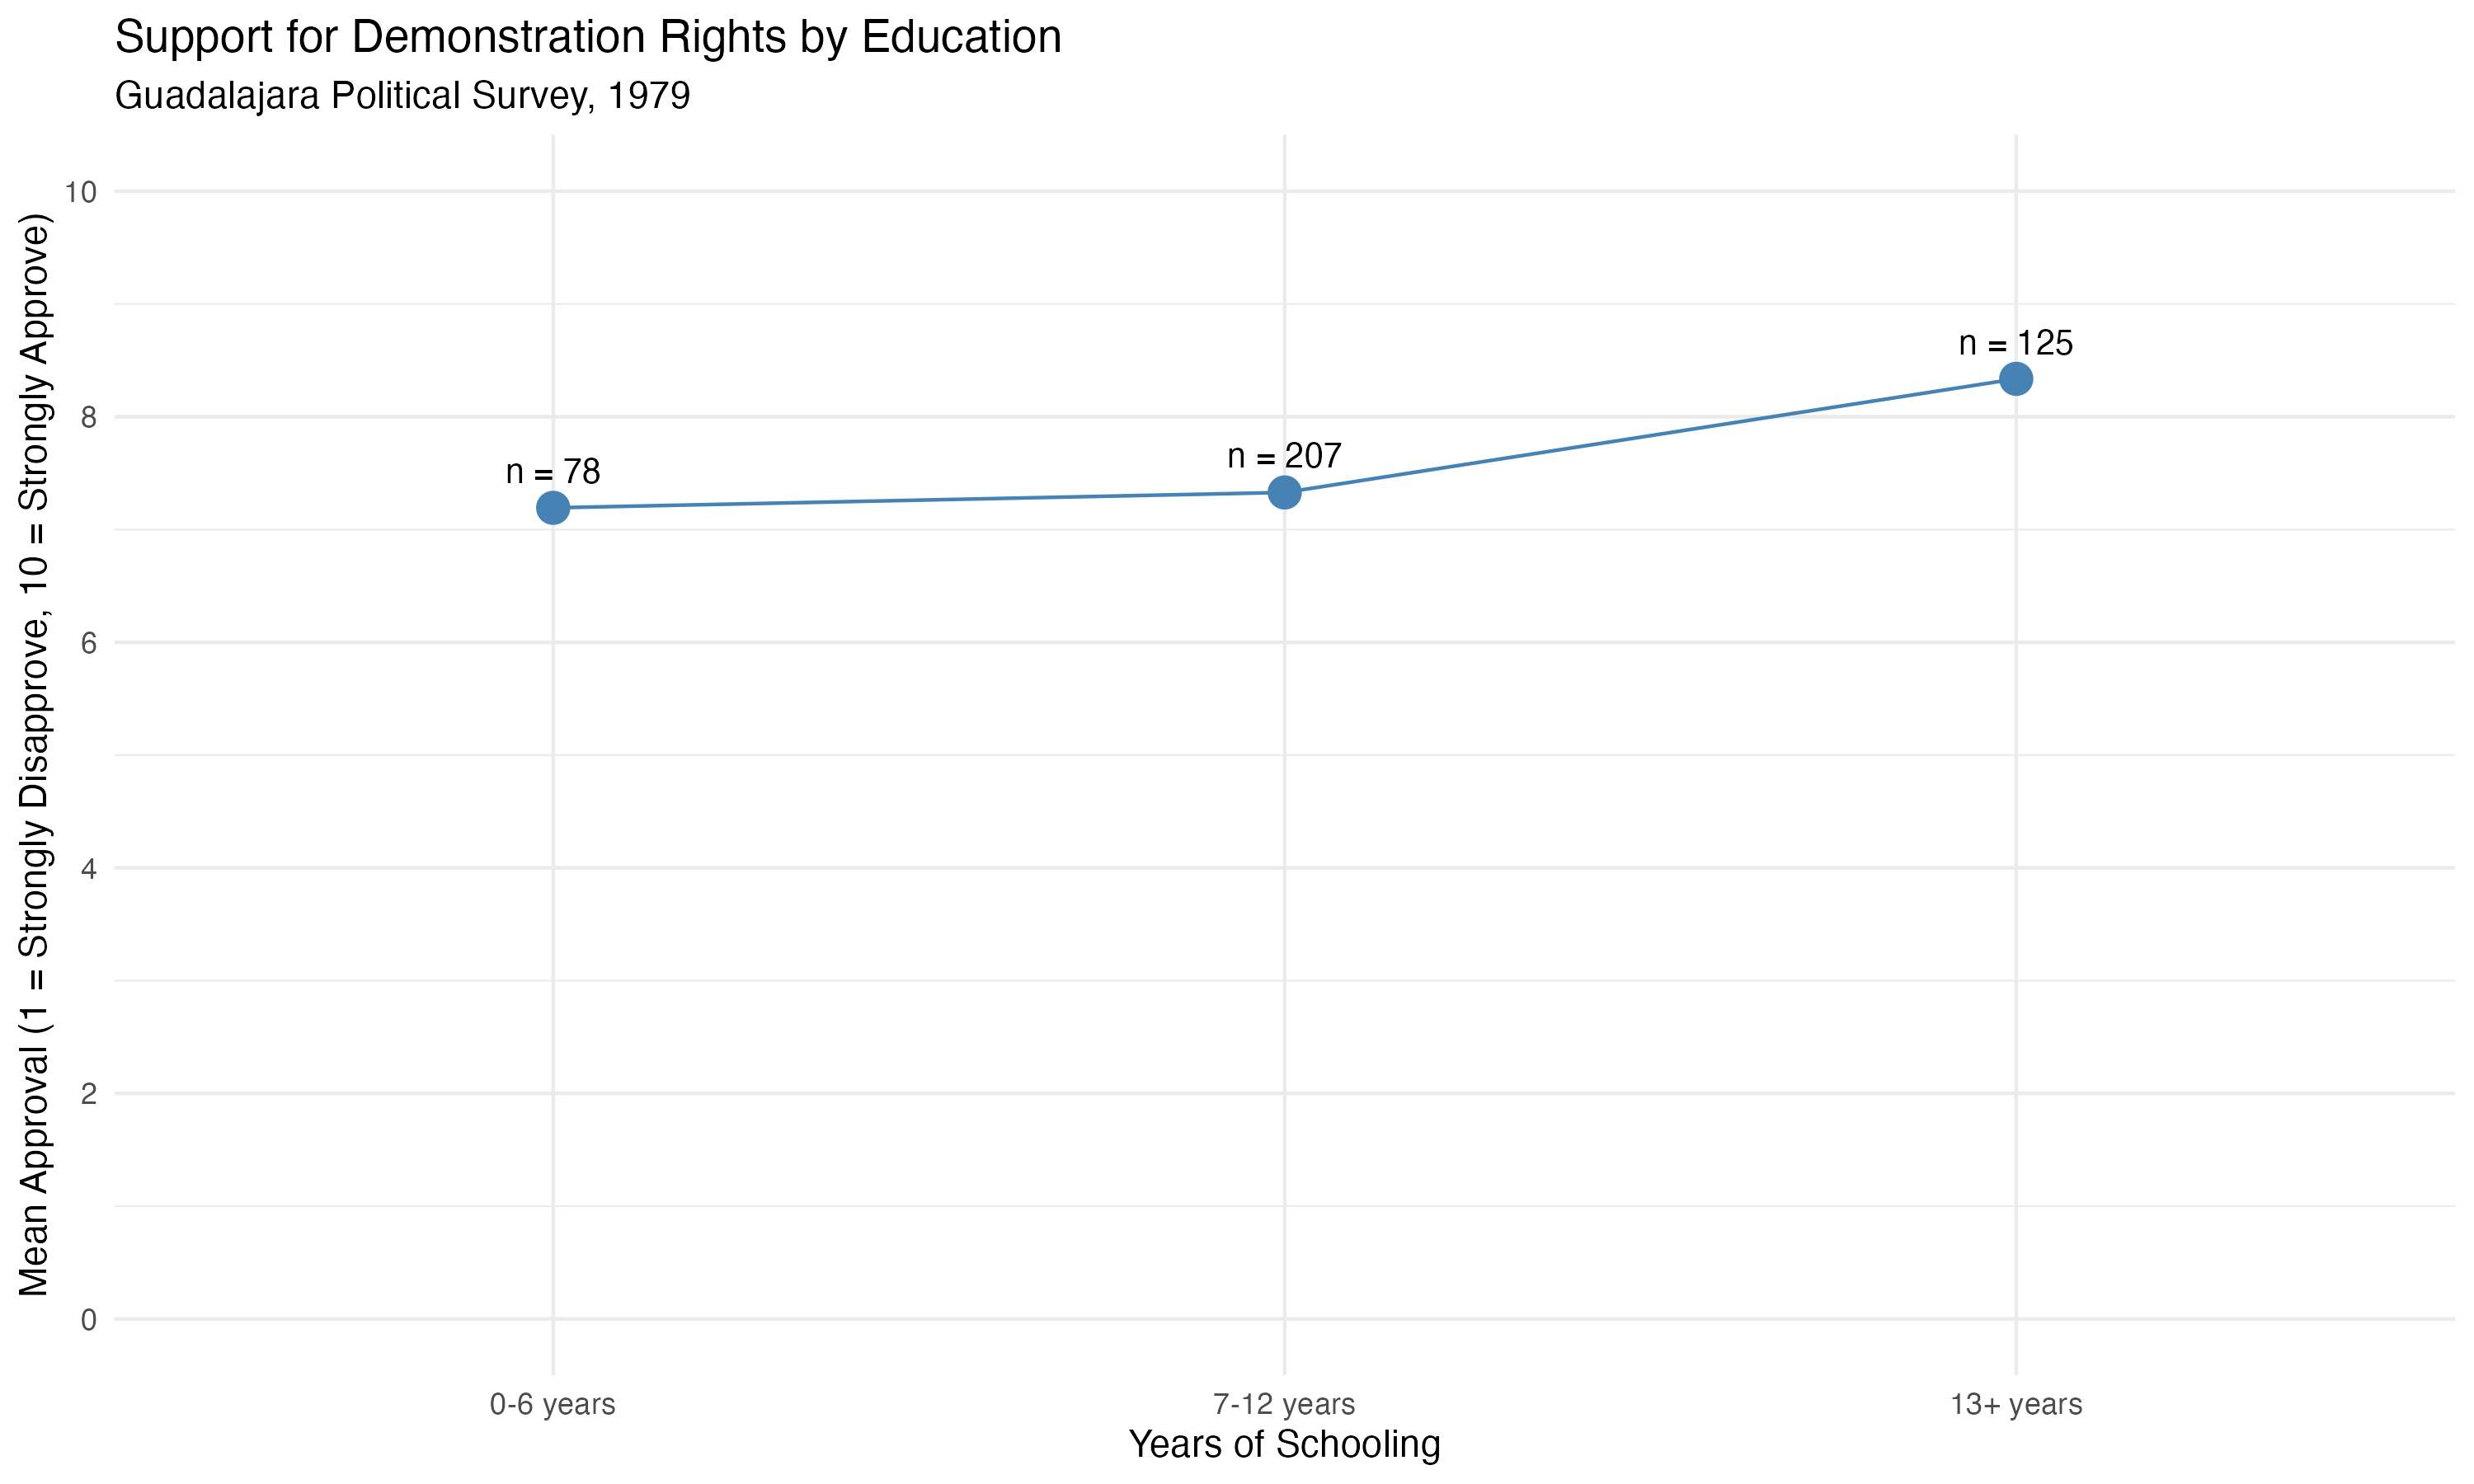 Support for Demonstration Rights by Education
Guadalajara Political Survey, 1979
Mean Approval (1 = Strongly Disapprove, 10 = Strongly Approve)
10
8
6
4
2
0
n = 78
n = 207
n = 125
0-6 years
7-12 years
13+ years
Years of Schooling